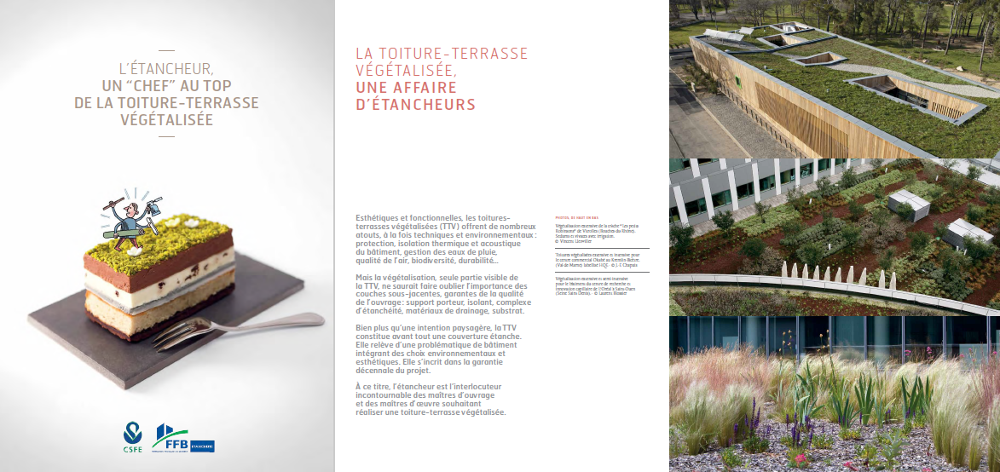 L'ÉTANCHEUR,
UN “CHEF” AU TOP
DE LA TOITURE-TERRASSE
VÉGÉTALISÉE
CSFE
FFB
ÉTANCHÉITÉ
LA TOITURE-TERRASSE
VÉGÉTALISÉE,
UNE AFFAIRE
D'ÉTANCHEURS
Esthétiques et fonctionnelles, les toitures-
terrasses végétalisées (TTV) offrent de nombreux
atouts, à la fois techniques et environnementaux :
protection, isolation thermique et acoustique
du bâtiment, gestion des eaux de pluie,
qualité de l'air, biodiversité, durabilité...
Mais la végétalisation, seule partie visible de
la TTV, ne saurait faire oublier l'importance des
couches sous-jacentes, garantes de la qualité
de l'ouvrage : support porteur, isolant, complexe
d'étanchéité, matériaux de drainage, substrat.
Bien plus qu'une intention paysagère, la TTV
constitue avant tout une couverture étanche.
Elle relève d'une problématique de bâtiment
intégrant des choix environnementaux et
esthétiques. Elle s'inscrit dans la garantie
décennale du projet.
À ce titre, l'étancheur est l'interlocuteur
incontournable des maîtres d'ouvrage
et des maîtres d'œuvre souhaitant
réaliser une toiture-terrasse végétalisée.
PHOTOS, DE HAUT EN BAS
Végétalisation extensive de la crèche "Les petits
Robinsons" de Vitrolles (Bouches du Rhône).
Sedums et vivaces avec irrigation.
© Vincent
Toitures végétalisées extensive et intensive pour
le centre commercial Okabé au Kremlin-Bicêtre.
(Val de Marne) labellisé HQE. © J.-F. Chapuis
Végétalisation extensive et semi-intensive
pour le bâtiment du centre de recherche et
innovation capillaire de L'Oréal à Saint-Ouen
(Seine Saint-Denis). © Laurent